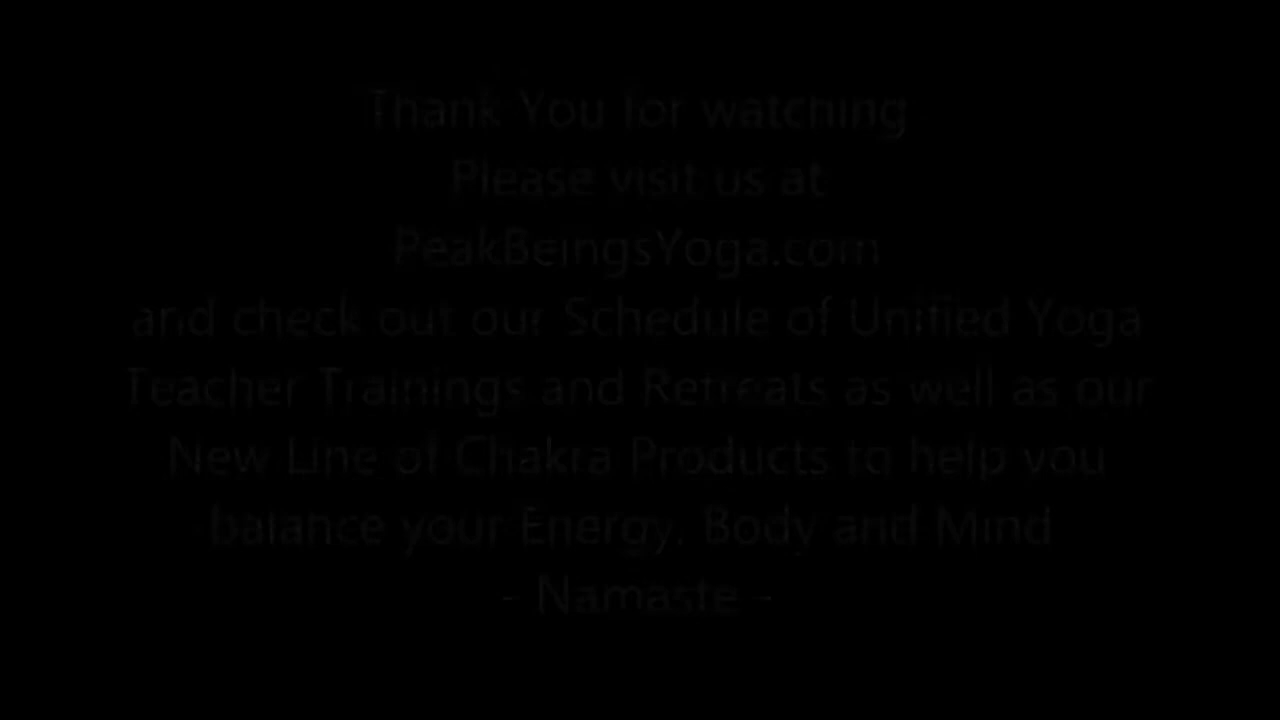 Thank You for watching
Please visit us at
PeakBeingsYoga.com
and check out our Schedule of Unified Yoga
Teacher Trainings and Retreats as well as our
New Line of Chakra Products to help you
balance your Energy, Body and Mind
- Namaste -